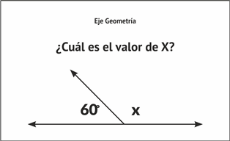 Eje Geometría
¿Cuál es el valor de X?
60° x